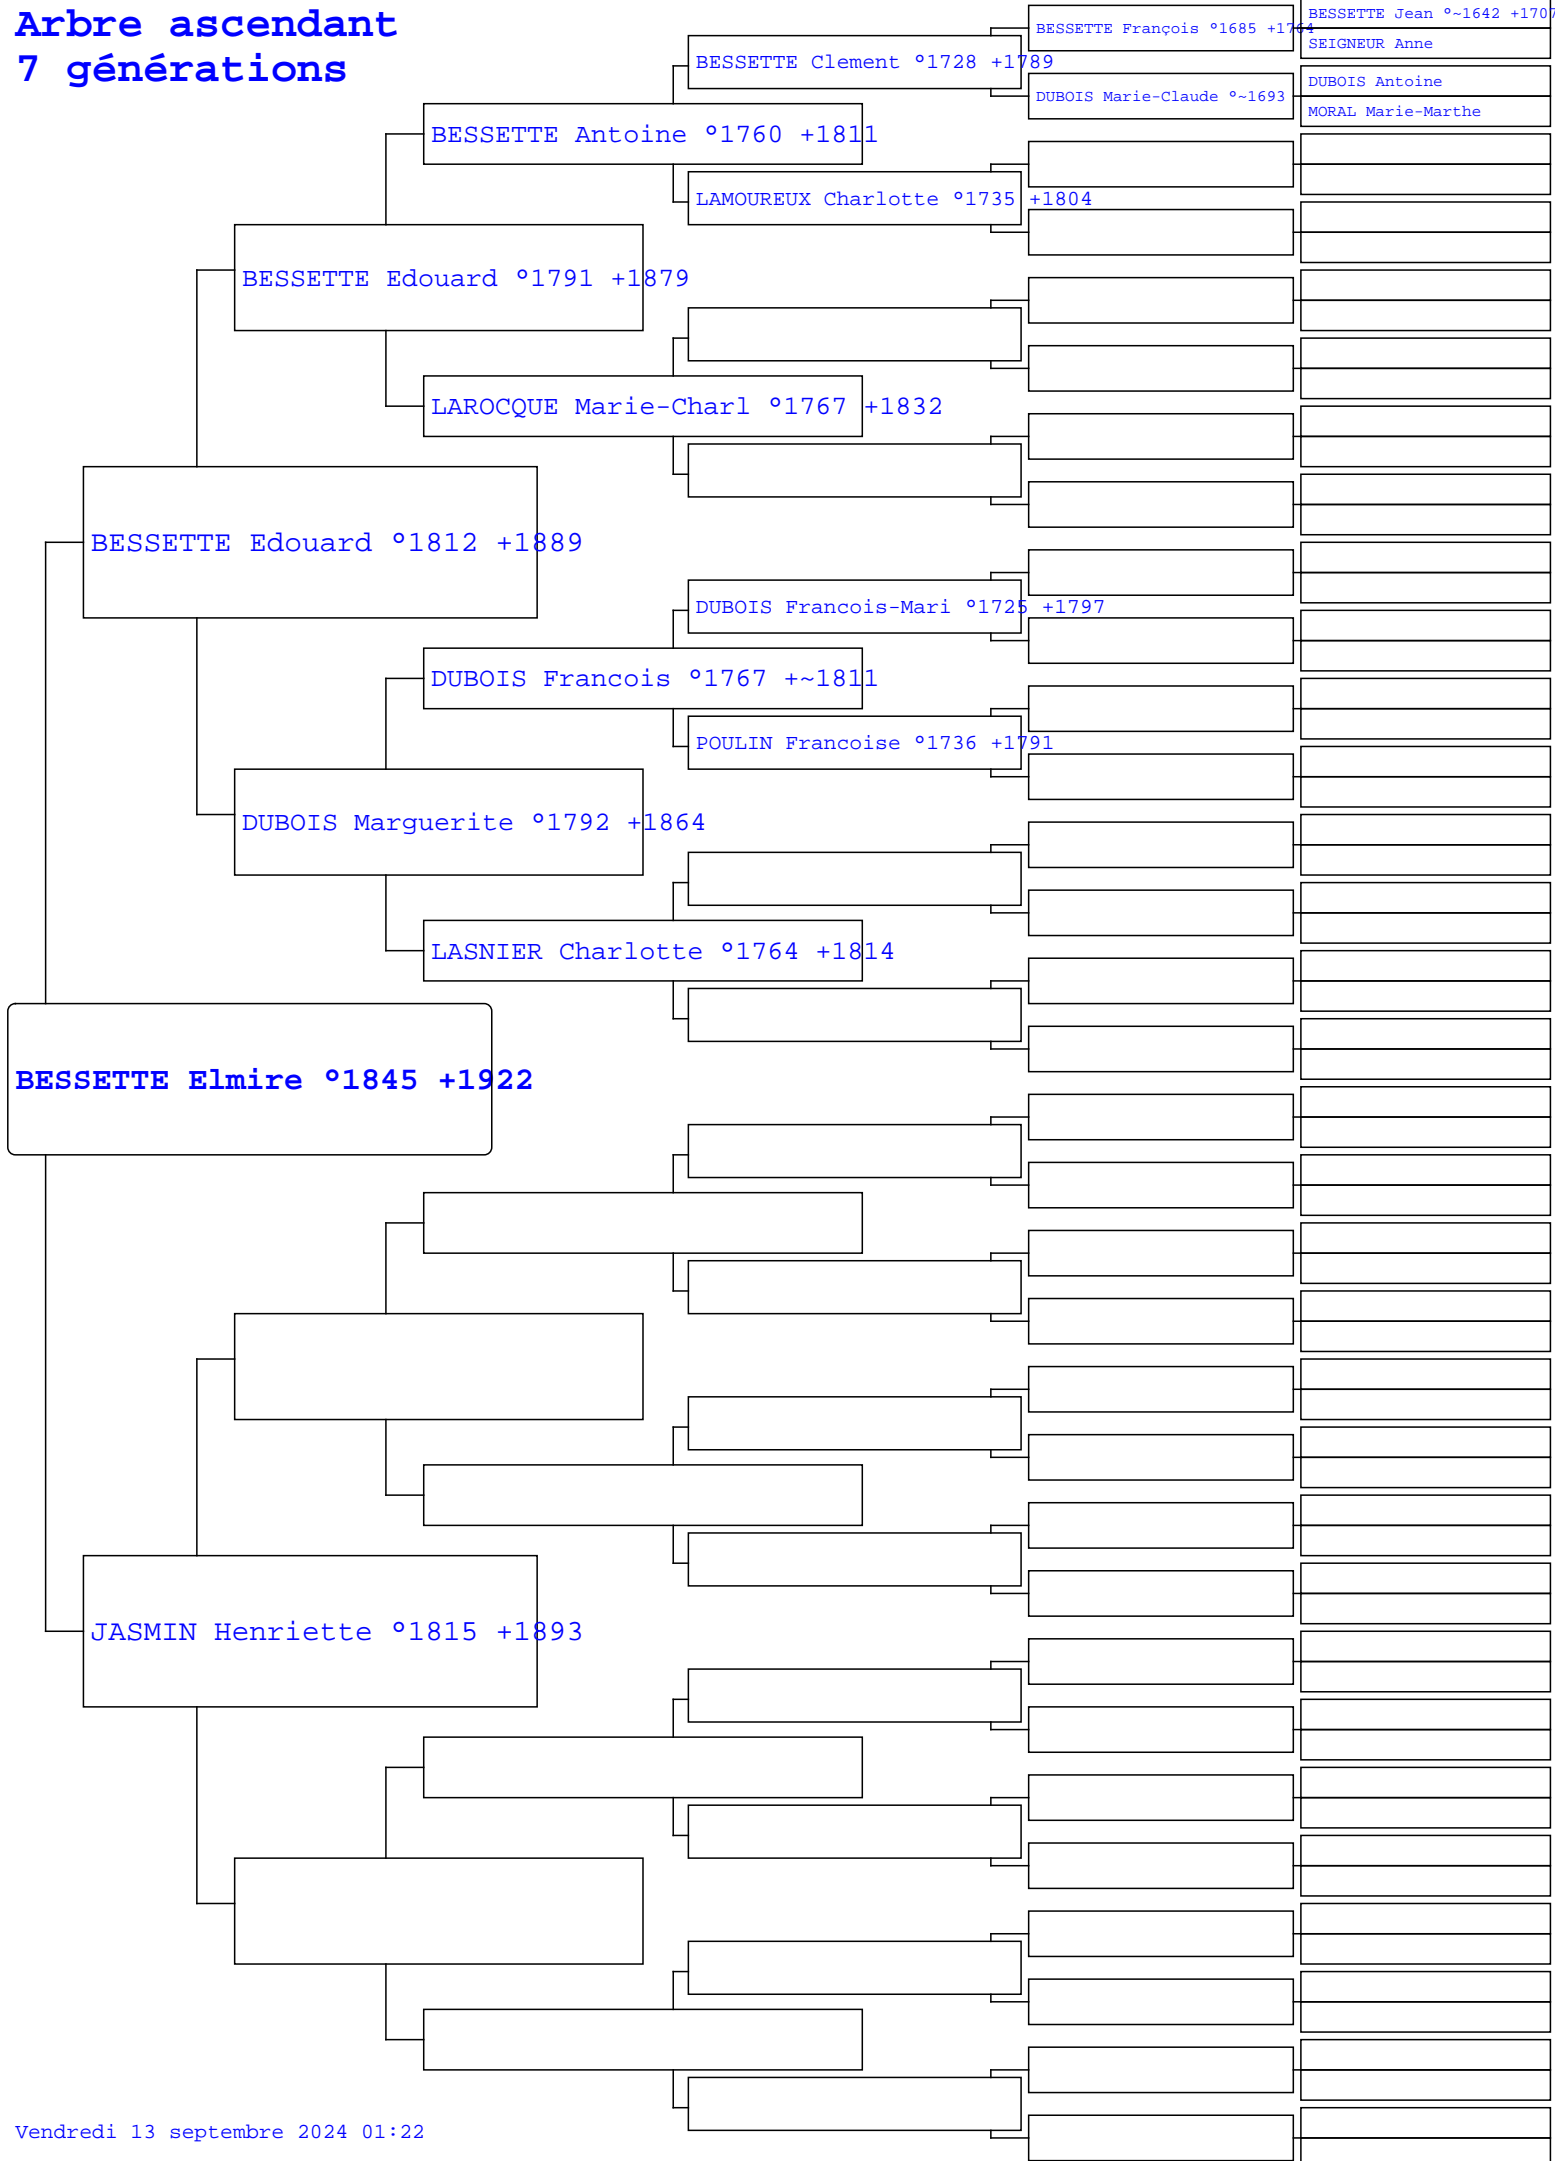 Arbre ascendant
7 générations
BESSETTE Jean °~1642 +1707
BESSETTE François °1685 +1764
SEIGNEUR Anne
BESSETTE Clement °1728 +1789
DUBOIS Antoine
DUBOIS Marie-Claude °~1693
MORAL Marie-Marthe
BESSETTE Antoine °1760 +1811
LAMOUREUX Charlotte °1735 +1804
BESSETTE Edouard °1791 +1879
LAROCQUE Marie-Charl °1767 +1832
BESSETTE Edouard °1812 +1889
DUBOIS Francois-Mari °1725 +1797
DUBOIS Francois °1767 +~1811
POULIN Francoise °1736 +1791
DUBOIS Marguerite °1792 +1864
LASNIER Charlotte °1764 +1814
BESSETTE Elmire °1845 +1922
JASMIN Henriette °1815 +1893
Vendredi 13 septembre 2024 01:22